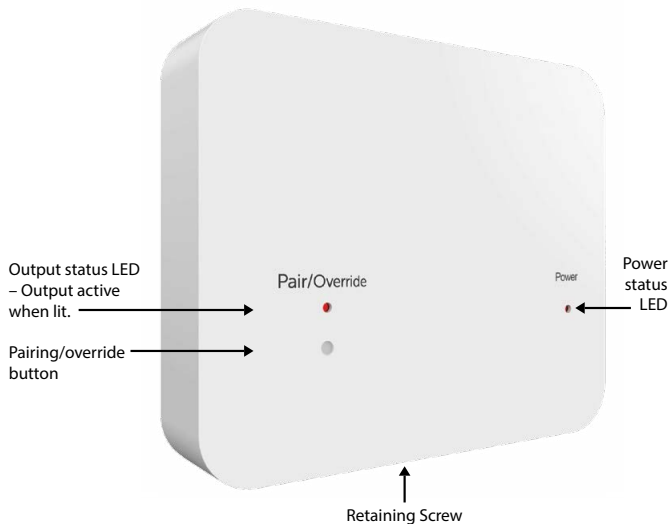 Output status LED
– Output active
when lit.
Pairing/override
button
Pair/Override
Power
Power
status
LED
Retaining Screw